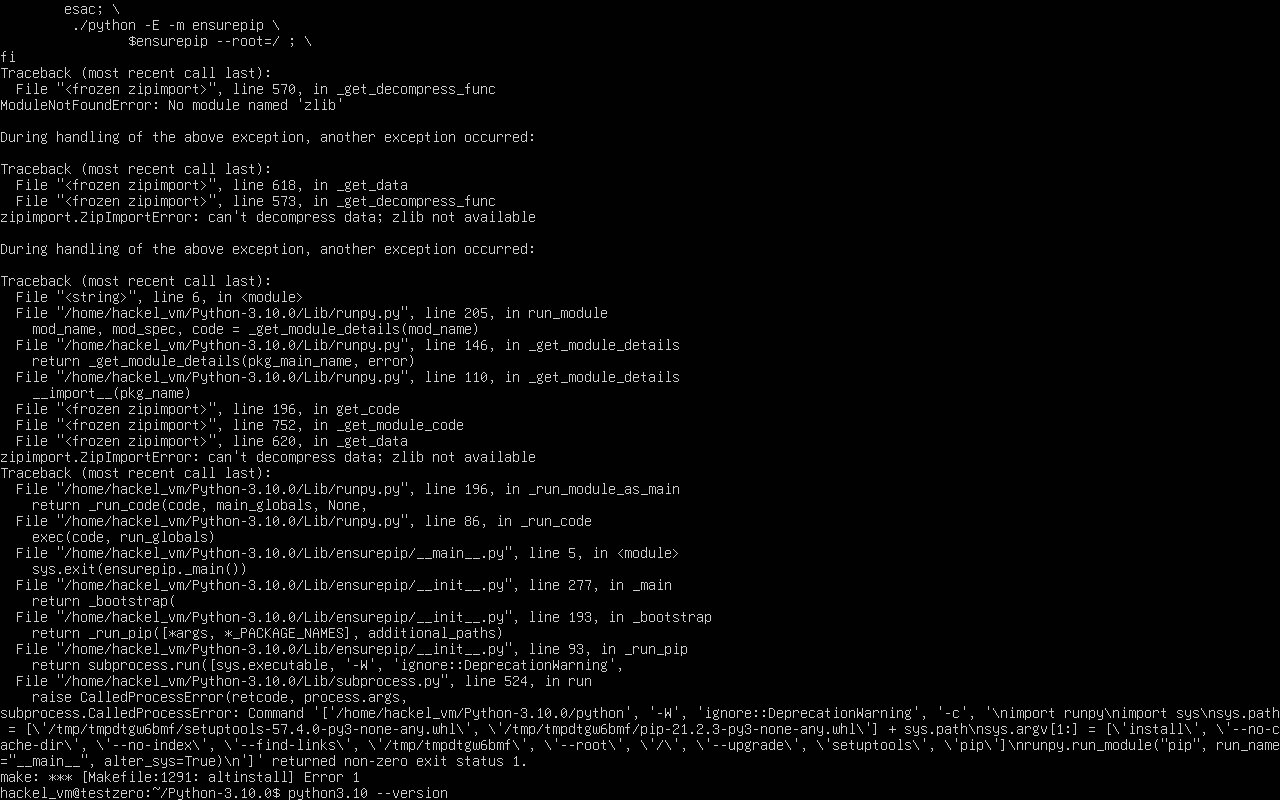 esac; \
         ./python -E -m ensurepip \
                $ensurepip --root=/ ; \
fi
Traceback (most recent call last):
  File "<frozen zipimport>", line 570, in _get_decompress_func
ModuleNotFoundError: No module named 'zlib'

During handling of the above exception, another exception occurred:

Traceback (most recent call last):
  File "<frozen zipimport>", line 618, in _get_data
  File "<frozen zipimport>", line 573, in _get_decompress_func
zipimport.ZipImportError: can't decompress data; zlib not available

During handling of the above exception, another exception occurred:

Traceback (most recent call last):
  File "<string>", line 6, in <module>
  File "/home/hackel_vm/Python-3.10.0/Lib/runpy.py", line 205, in run_module
    mod_name, mod_spec, code = _get_module_details(mod_name)
  File "/home/hackel_vm/Python-3.10.0/Lib/runpy.py", line 146, in _get_module_details
    return _get_module_details(pkg_main_name, error)
  File "/home/hackel_vm/Python-3.10.0/Lib/runpy.py", line 110, in _get_module_details
    __import__(pkg_name)
  File "<frozen zipimport>", line 196, in get_code
  File "<frozen zipimport>", line 752, in _get_module_code
  File "<frozen zipimport>", line 620, in _get_data
zipimport.ZipImportError: can't decompress data; zlib not available
Traceback (most recent call last):
  File "/home/hackel_vm/Python-3.10.0/Lib/runpy.py", line 196, in _run_module_as_main
    return _run_code(code, main_globals, None,
  File "/home/hackel_vm/Python-3.10.0/Lib/runpy.py", line 86, in _run_code
    exec(code, run_globals)
  File "/home/hackel_vm/Python-3.10.0/Lib/ensurepip/__main__.py", line 5, in <module>
    sys.exit(ensurepip._main())
  File "/home/hackel_vm/Python-3.10.0/Lib/ensurepip/__init__.py", line 277, in _main
    return _bootstrap(
  File "/home/hackel_vm/Python-3.10.0/Lib/ensurepip/__init__.py", line 193, in _bootstrap
    return _run_pip([*args, *_PACKAGE_NAMES], additional_paths)
  File "/home/hackel_vm/Python-3.10.0/Lib/ensurepip/__init__.py", line 93, in _run_pip
    return subprocess.run([sys.executable, '-W', 'ignore::DeprecationWarning',
  File "/home/hackel_vm/Python-3.10.0/Lib/subprocess.py", line 524, in run
    raise CalledProcessError(retcode, process.args,
subprocess.CalledProcessError: Command '['/home/hackel_vm/Python-3.10.0/python', '-W', 'ignore::DeprecationWarning', '-c', '\nimport runpy\nimport sys\nsys.path
 = [\'/tmp/tmpdtgw6bmf/setuptools-57.4.0-py3-none-any.whl\', \'/tmp/tmpdtgw6bmf/pip-21.2.3-py3-none-any.whl\'] + sys.path\nsys.argv[1:] = [\'install\', \'--no-c
ache-dir\', \'--no-index\', \'--find-links\', \'/tmp/tmpdtgw6bmf\', \'--root\', \'/\', \'--upgrade\', \'setuptools\', \'pip\']\nrunpy.run_module("pip", run_name
="__main__", alter_sys=True)\n']' returned non-zero exit status 1.
make: *** [Makefile:1291: altinstall] Error 1
hackel_vm@testzero:~/Python-3.10.0$ python3.10 --version